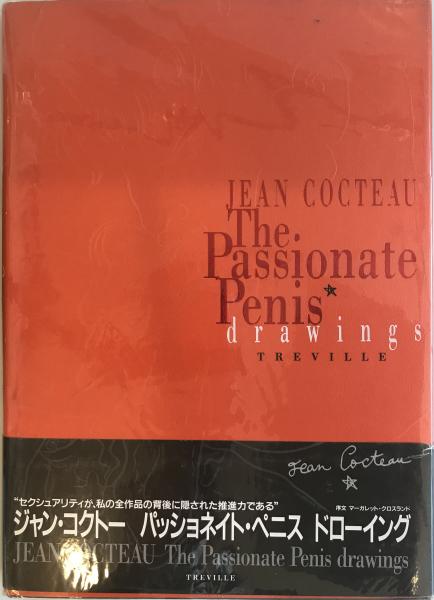 JEAN COCTEAU
The
Passionate
Penis
drawings
TREVILLE
Jean Cocteau
“セクシュアリティが、私の全作品の背後に隠された推進力である”
序文 マーガレット・クロスランド
ジャン・コクトー パッショネイト・ペニス ドローイング
JEAN COCTEAU The Passionate Penis drawings
TREVILLE